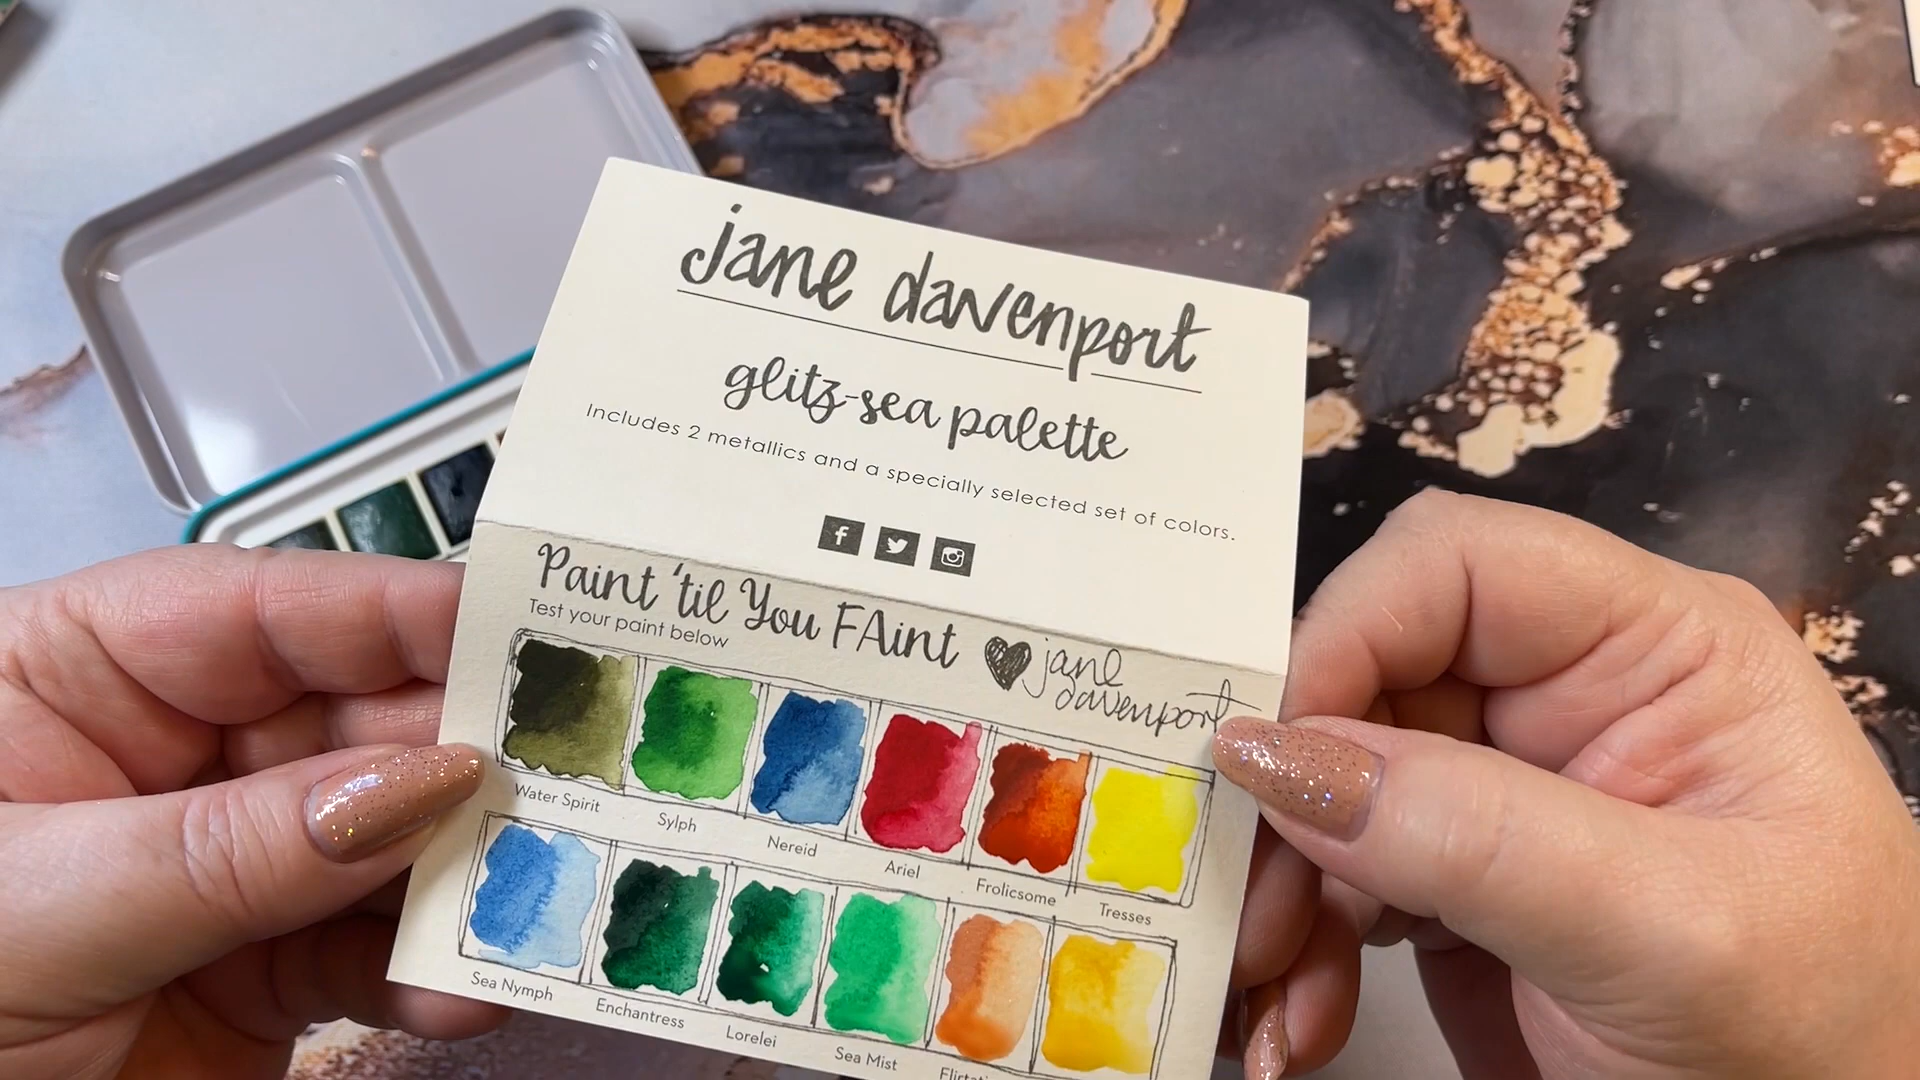 jane davenport
glitz-sea palette
Includes 2 metallics and a specially selected set of colors.
Paint 'til You FAint
jane
davenport
Test your paint below
Water Spirit
Sylph
Nereid
Ariel
Frolicsome
Tresses
Sea Nymph
Enchantress
Lorelei
Sea Mist